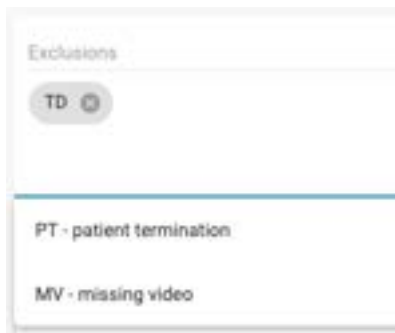 Exclusions
TD
PT - patient termination
MV - missing video